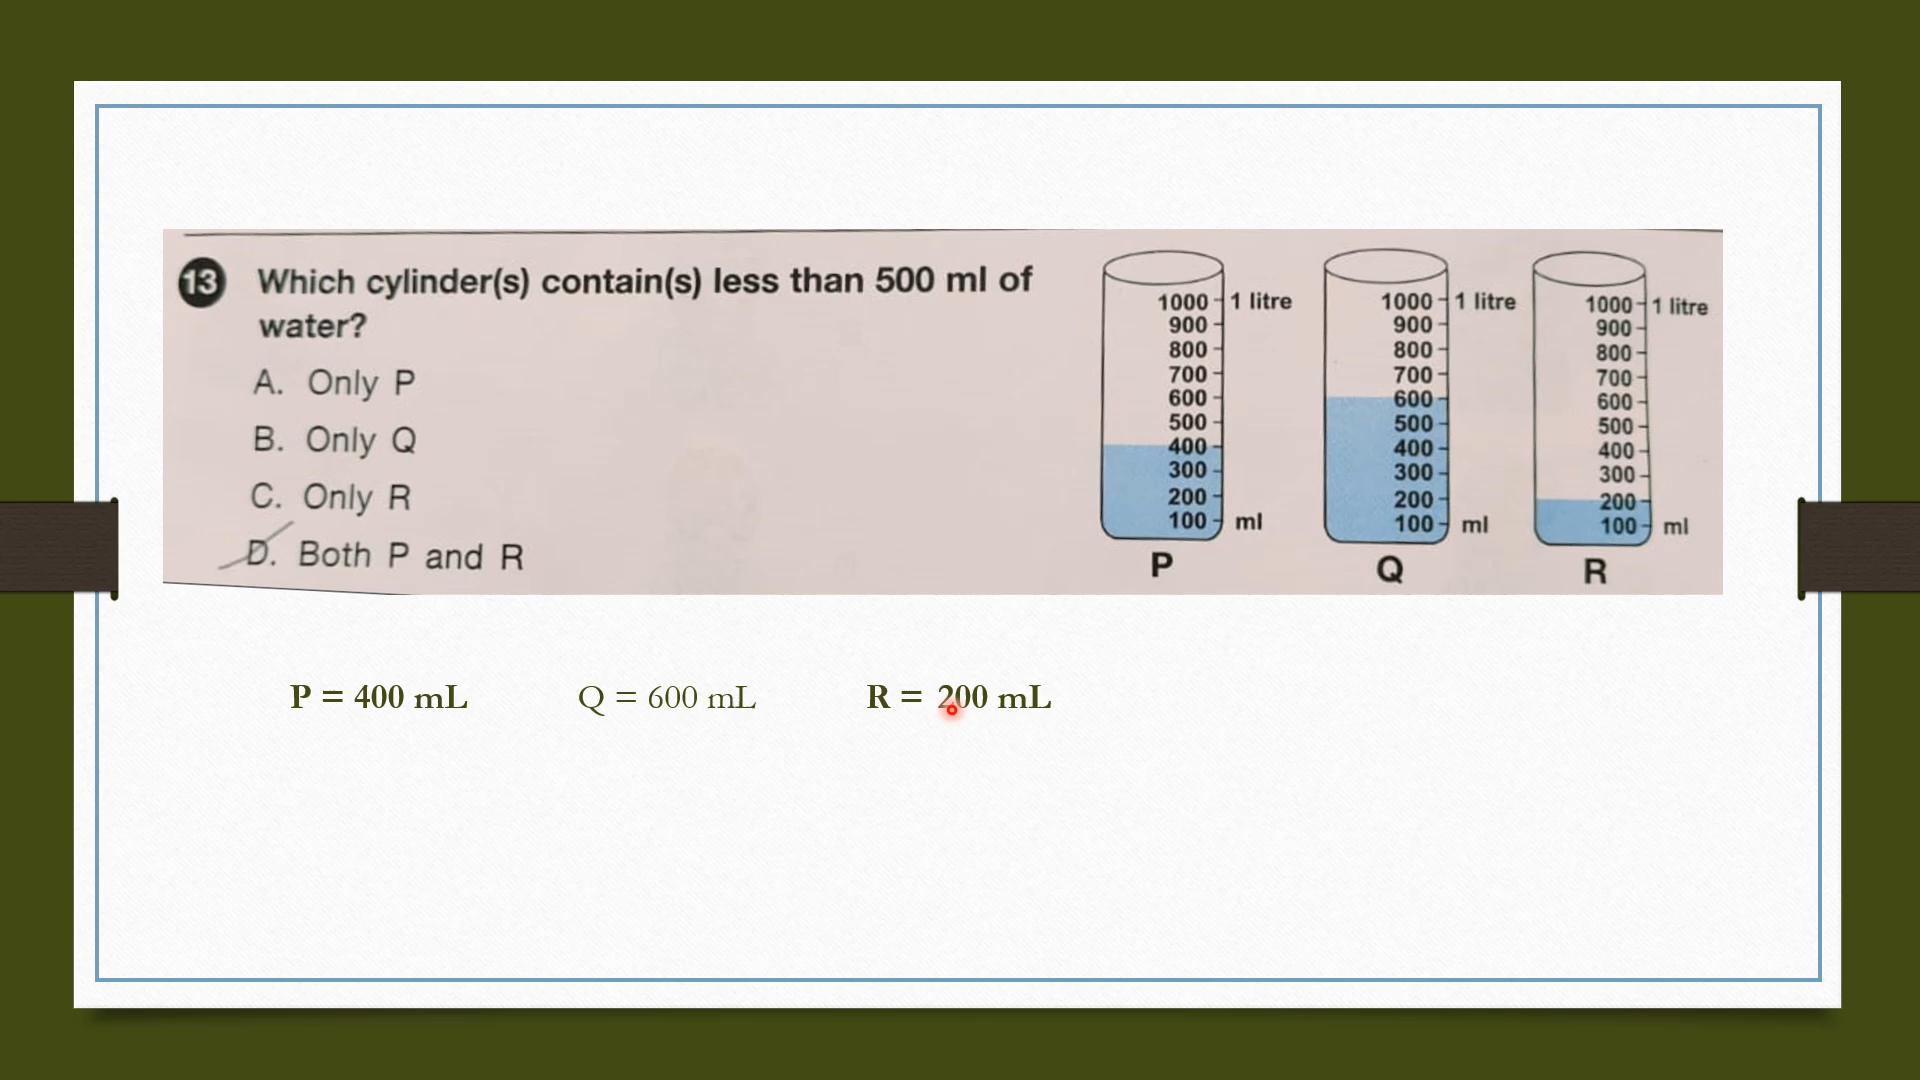 13 Which cylinder(s) contain(s) less than 500 ml of
water?
A. Only P
B. Only Q
C. Only R
D. Both P and R
1000 1 litre
900
800
700
600
500
400
300
200
100 ml
P
1000 1 litre
900
800
700
600
500
400
300
200
100 ml
Q
1000 1 litre
900
800
700
600
500
400
300
200
100 ml
R
P = 400 mL Q = 600 mL R = 200 mL